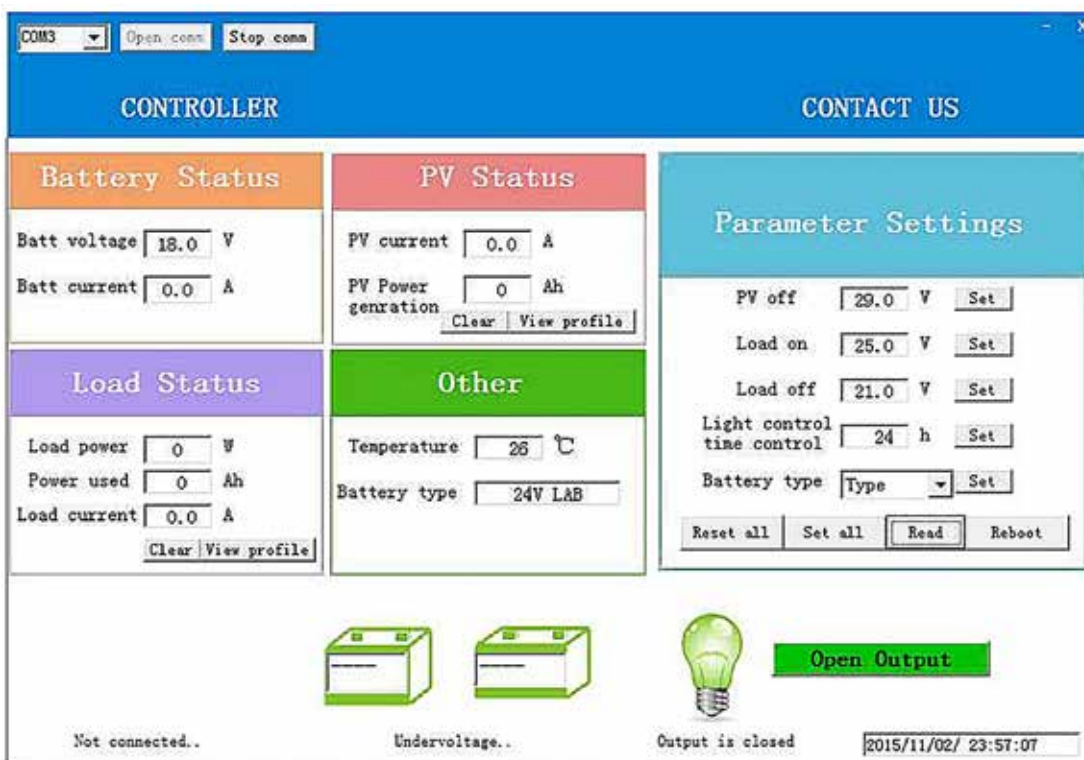 COM3 Open comm Stop comm
CONTROLLER
CONTACT US
Battery Status
Batt voltage 18.0 V
Batt current 0.0 A
PV Status
PV current 0.0 A
PV Power
genration 0 Ah
Clear View profile
Parameter Settings
PV off 29.0 V Set
Load on 25.0 V Set
Load off 21.0 V Set
Light control
time control 24 h Set
Battery type Type Set
Reset all Set all Read Reboot
Load Status
Load power 0 W
Power used 0 Ah
Load current 0.0 A
Clear View profile
Other
Temperature 26 ℃
Battery type 24V LAB
Open Output
Not connected..
Undervoltage..
Output is closed
2015/11/02/ 23:57:07